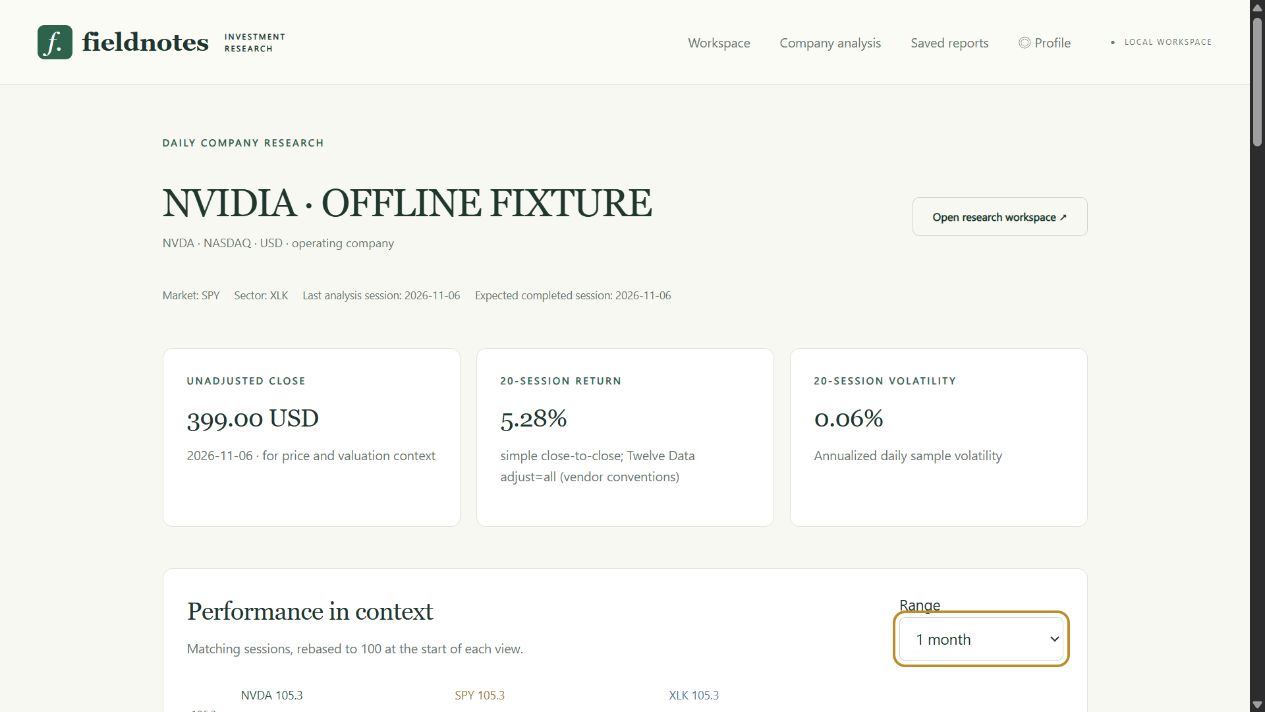 f. fieldnotes INVESTMENT RESEARCH
Workspace Company analysis Saved reports Profile • LOCAL WORKSPACE
DAILY COMPANY RESEARCH
NVIDIA · OFFLINE FIXTURE
Open research workspace ↗
NVDA · NASDAQ · USD · operating company
Market: SPY Sector: XLK Last analysis session: 2026-11-06 Expected completed session: 2026-11-06
UNADJUSTED CLOSE
399.00 USD
2026-11-06 · for price and valuation context
20-SESSION RETURN
5.28%
simple close-to-close; Twelve Data
adjust=all (vendor conventions)
20-SESSION VOLATILITY
0.06%
Annualized daily sample volatility
Performance in context
Matching sessions, rebased to 100 at the start of each view.
Range
1 month
NVDA 105.3 SPY 105.3 XLK 105.3